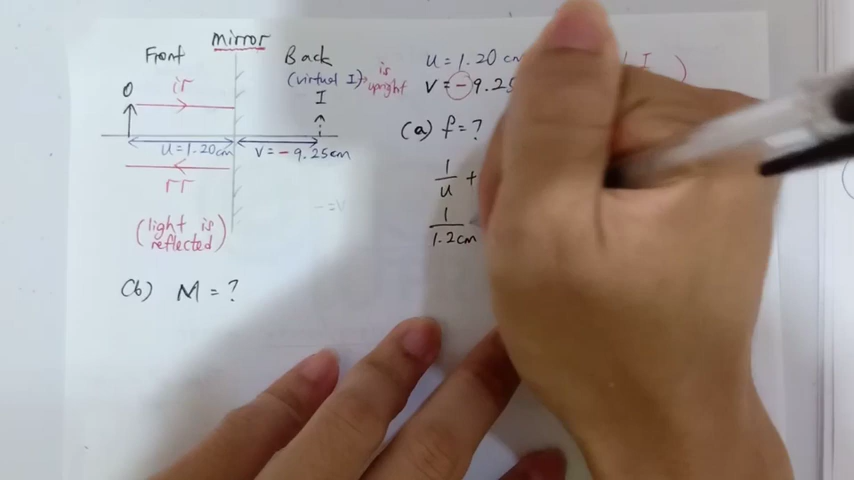 Front
Mirror
Back
(virtual I) is upright
I
O
ir
u=1.20cm
v=-9.25cm
rr
(light is
reflected)
(b) M=?
u=1.20 cm
v=-9.25
I )
(a) f=?
1/u +
1/1.2cm